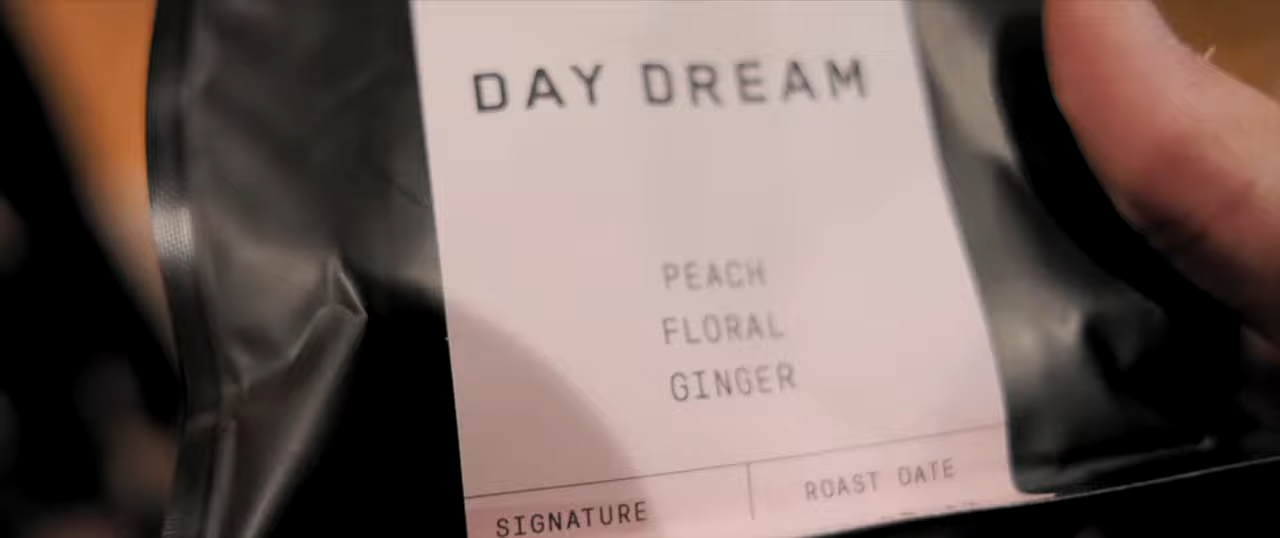 DAY DREAM
PEACH
FLORAL
GINGER
SIGNATURE
ROAST DATE